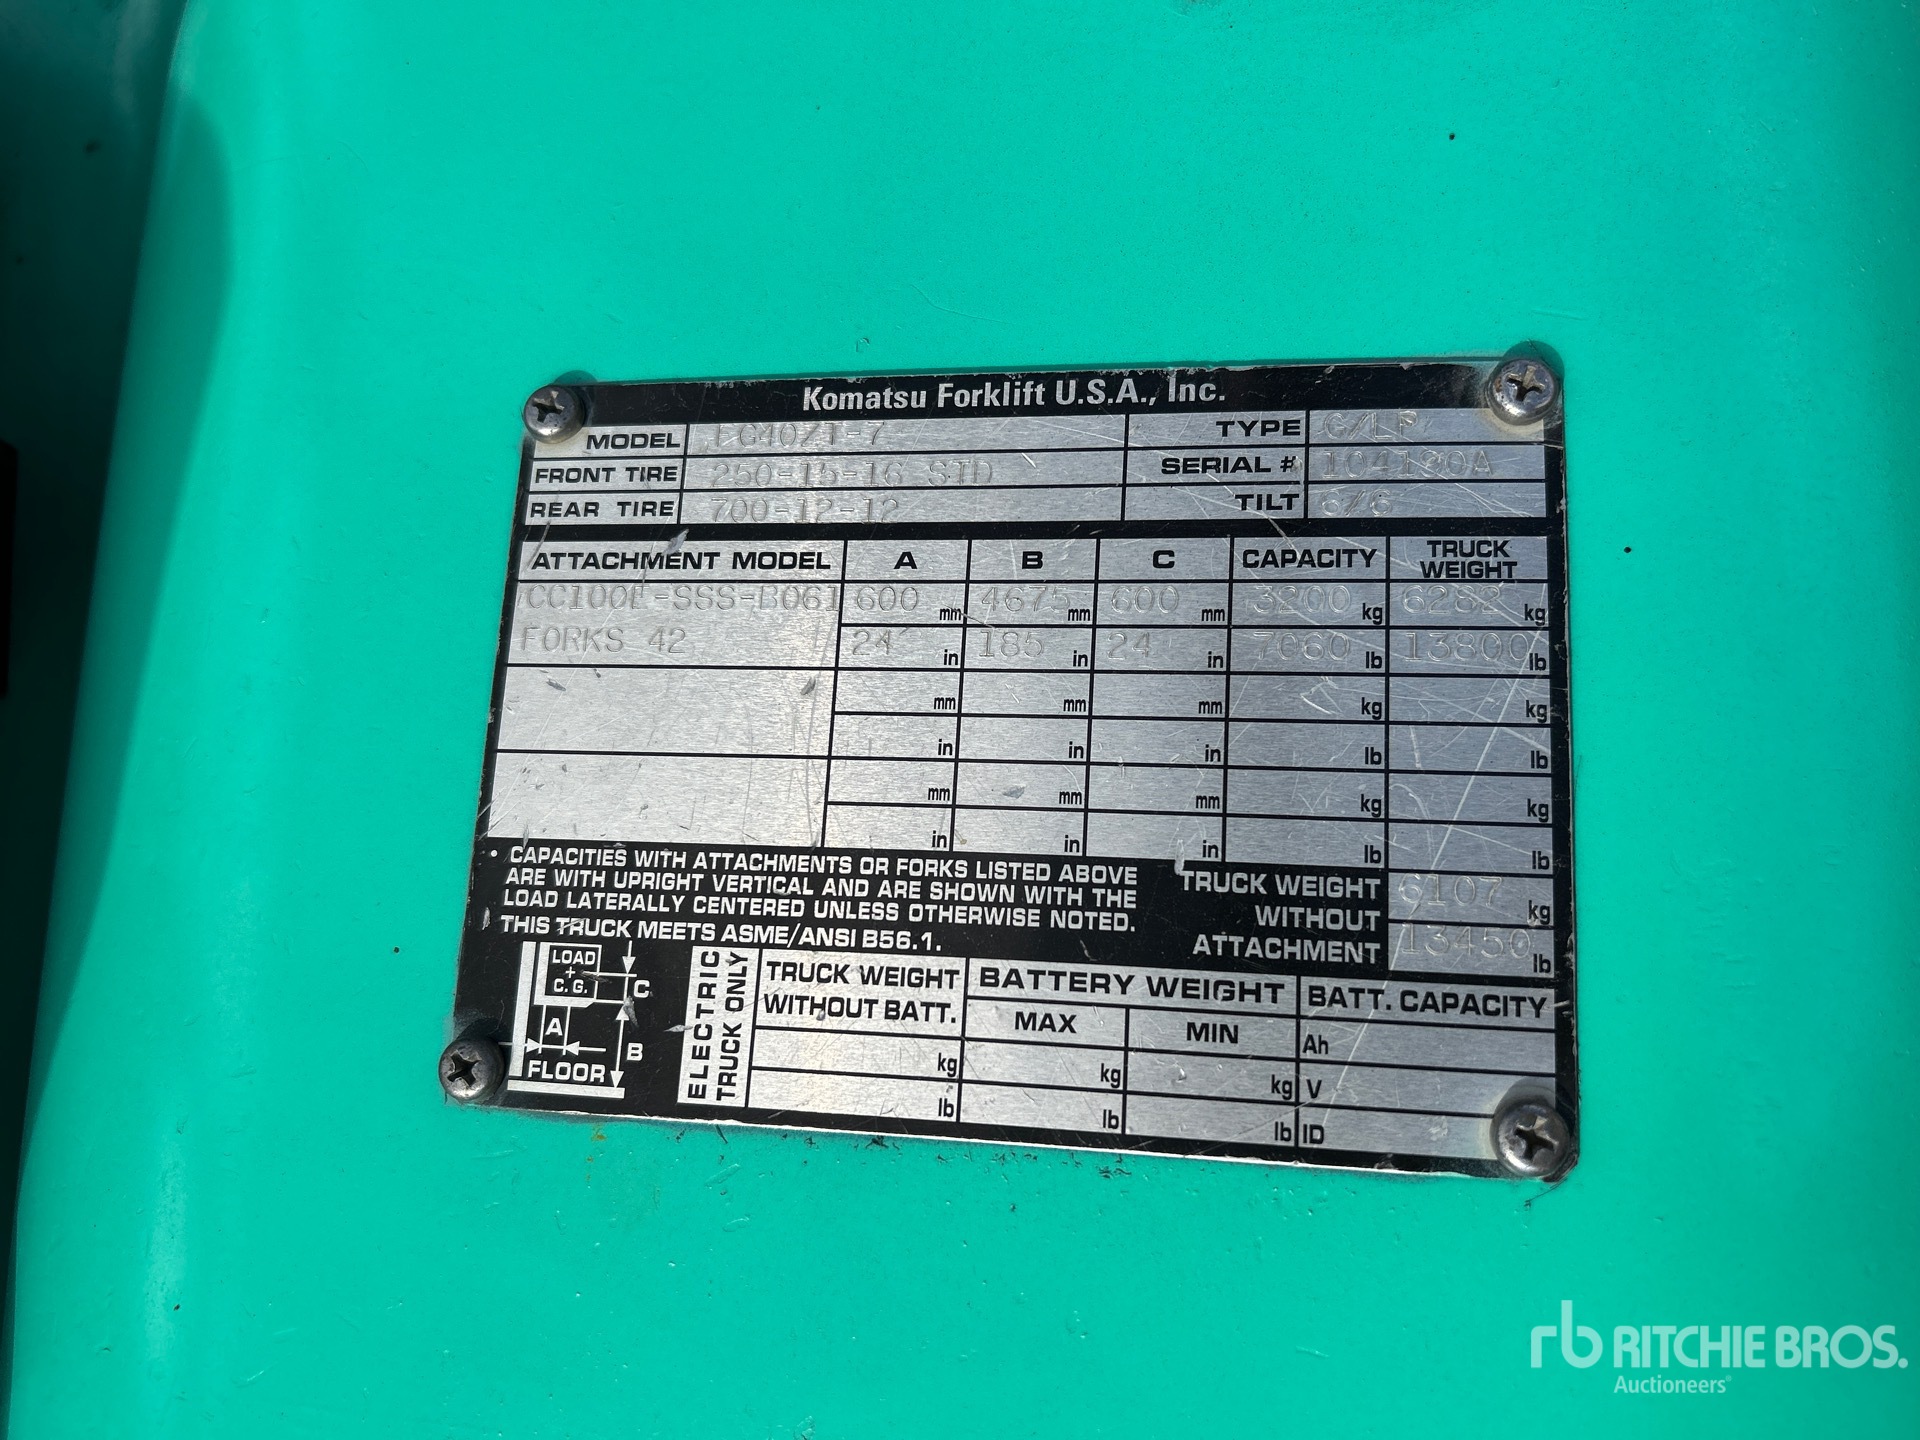 Komatsu Forklift U.S.A., Inc.
MODEL FG40ZT-7 TYPE C/LP
FRONT TIRE 250-15-16 STD SERIAL #
REAR TIRE 700-12-12 TILT 6/6
ATTACHMENT MODEL A B C CAPACITY TRUCK WEIGHT
600 mm 4675 mm 600 mm 3200 kg 6282 kg
FORKS 42 24 in 185 in 24 in 7060 lb 13800 lb
mm mm mm kg kg
in in in lb lb
mm mm mm kg kg
in in in lb lb
• CAPACITIES WITH ATTACHMENTS OR FORKS LISTED ABOVE
ARE WITH UPRIGHT VERTICAL AND ARE SHOWN WITH THE
LOAD LATERALLY CENTERED UNLESS OTHERWISE NOTED.
THIS TRUCK MEETS ASME/ANSI B56.1.
TRUCK WEIGHT
WITHOUT
ATTACHMENT
6107 kg
13450 lb
LOAD
+
C.G.
C
A
B
FLOOR
ELECTRIC
TRUCK ONLY
TRUCK WEIGHT
WITHOUT BATT.
BATTERY WEIGHT
MAX MIN
BATT. CAPACITY
kg kg kg
lb lb lb
Ah
V
ID
rb RITCHIE BROS.
Auctioneers®